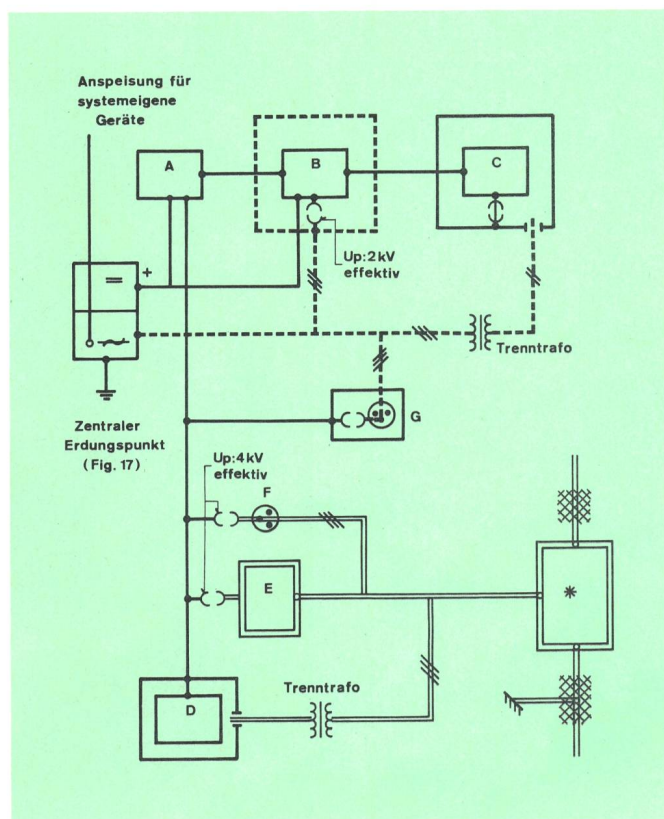 Anspeisung für
systemeigene
Geräte
A
B
C
Up:2kV
effektiv
+
Trenntrafo
G
Zentraler
Erdungspunkt
(Fig. 17)
Up:4kV
effektiv
F
E
*
Trenntrafo
D